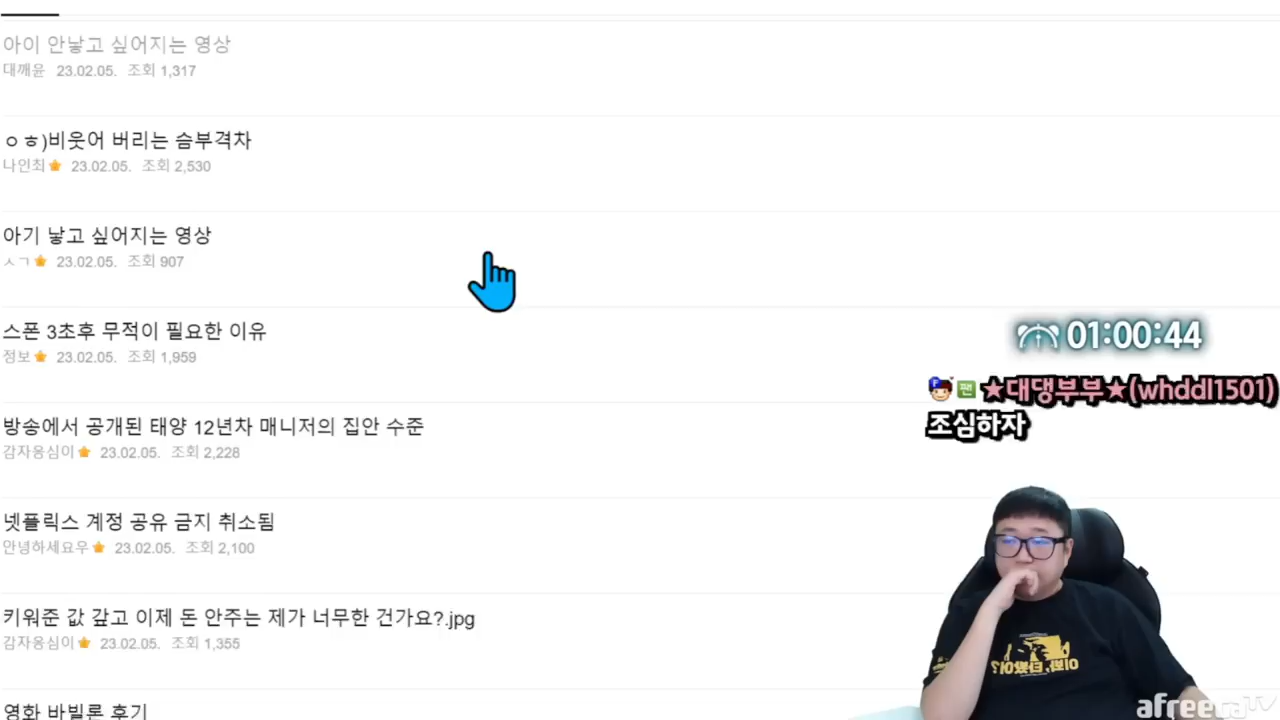 아이 안낳고 싶어지는 영상
대깨윤 23.02.05. 조회 1,317
ㅇㅎ)비웃어 버리는 슴부격차
나인최 23.02.05. 조회 2,530
아기 낳고 싶어지는 영상
ㅅㄱ 23.02.05. 조회 907
스폰 3초후 무적이 필요한 이유
정보 23.02.05. 조회 1,959
방송에서 공개된 태양 12년차 매니저의 집안 수준
감자옹심이 23.02.05. 조회 2,228
넷플릭스 계정 공유 금지 취소됨
안녕하세요우 23.02.05. 조회 2,100
키워준 값 갚고 이제 돈 안주는 제가 너무한 건가요?.jpg
감자옹심이 23.02.05. 조회 1,355
영화 바빌론 후기
01:00:44
F 팬 ★대댕부부★(whddl1501)
조심하자
이봐, 타봤어?
afreecaTV